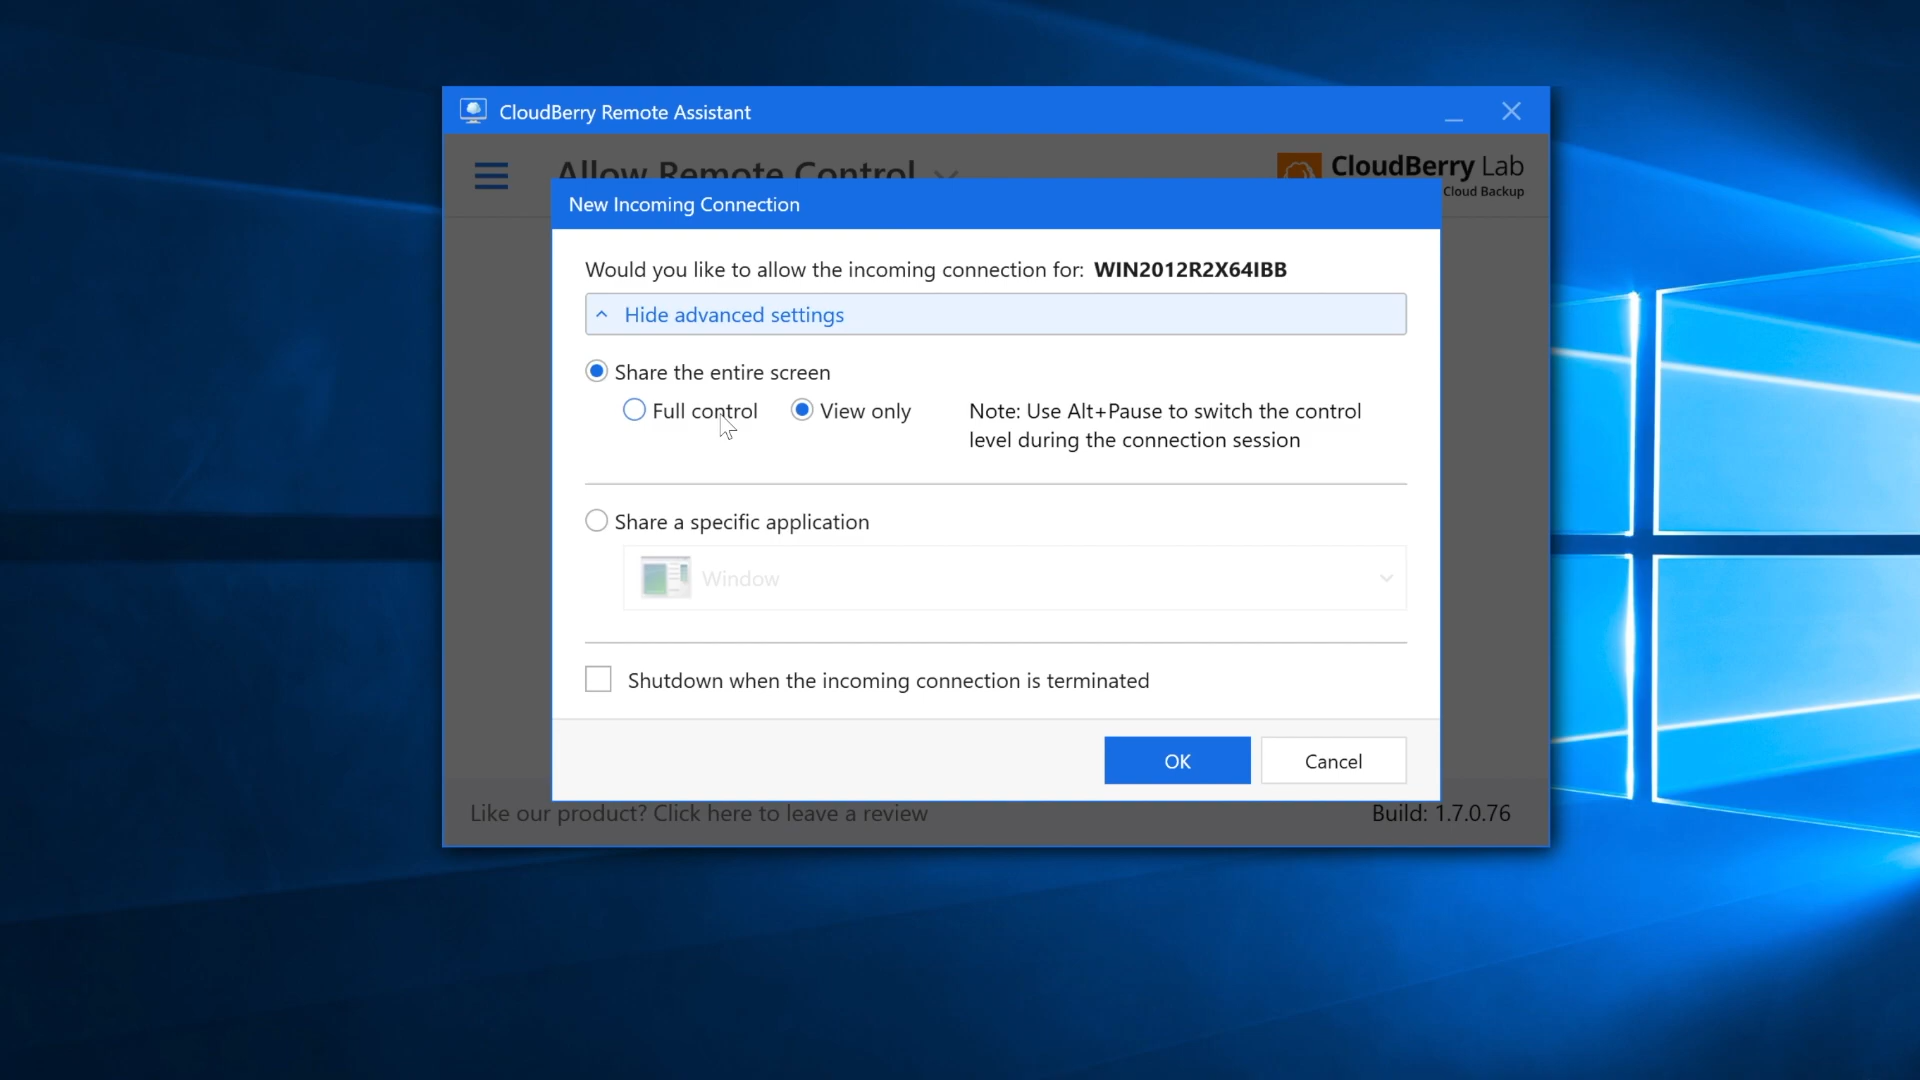 CloudBerry Remote Assistant
Allow Remote Control
CloudBerry Lab
Cloud Backup
New Incoming Connection
Would you like to allow the incoming connection for: WIN2012R2X64IBB
Hide advanced settings
Share the entire screen
Full control
View only
Note: Use Alt+Pause to switch the control
level during the connection session
Share a specific application
Window
Shutdown when the incoming connection is terminated
OK
Cancel
Like our product? Click here to leave a review
Build: 1.7.0.76